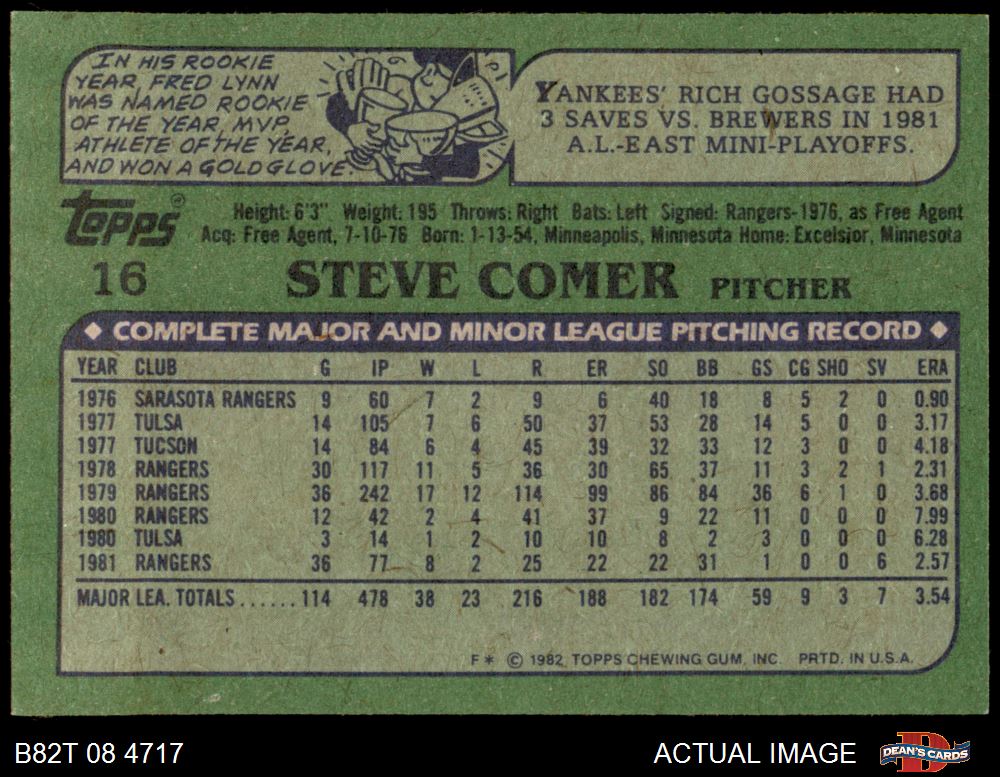 IN HIS ROOKIE
YEAR, FRED LYNN
WAS NAMED ROOKIE
OF THE YEAR, MVP,
ATHLETE OF THE YEAR,
AND WON A GOLD GLOVE.
YANKEES' RICH GOSSAGE HAD
3 SAVES VS. BREWERS IN 1981
A.L.-EAST MINI-PLAYOFFS.
topps
Height: 6'3" Weight: 195 Throws: Right Bats: Left Signed: Rangers-1976, as Free Agent
Acq: Free Agent, 7-10-76 Born: 1-13-54, Minneapolis, Minnesota Home: Excelsior, Minnesota
16 STEVE COMER PITCHER
COMPLETE MAJOR AND MINOR LEAGUE PITCHING RECORD
YEAR CLUB G IP W L R ER SO BB GS CG SHO SV ERA
1976 SARASOTA RANGERS 9 60 7 2 9 6 40 18 8 5 2 0 0.90
1977 TULSA 14 105 7 6 50 37 53 28 14 5 0 0 3.17
1977 TUCSON 14 84 6 4 45 39 32 33 12 3 0 0 4.18
1978 RANGERS 30 117 11 5 36 30 65 37 11 3 2 1 2.31
1979 RANGERS 36 242 17 12 114 99 86 84 36 6 1 0 3.68
1980 RANGERS 12 42 2 4 41 37 9 22 11 0 0 0 7.99
1980 TULSA 3 14 1 2 10 10 8 2 3 0 0 0 6.28
1981 RANGERS 36 77 8 2 25 22 22 31 1 0 0 6 2.57
MAJOR LEA. TOTALS...... 114 478 38 23 216 188 182 174 59 9 3 7 3.54
F* © 1982 TOPPS CHEWING GUM, INC. PRTD. IN U.S.A.
B82T 08 4717
ACTUAL IMAGE
D
DEAN'S CARDS